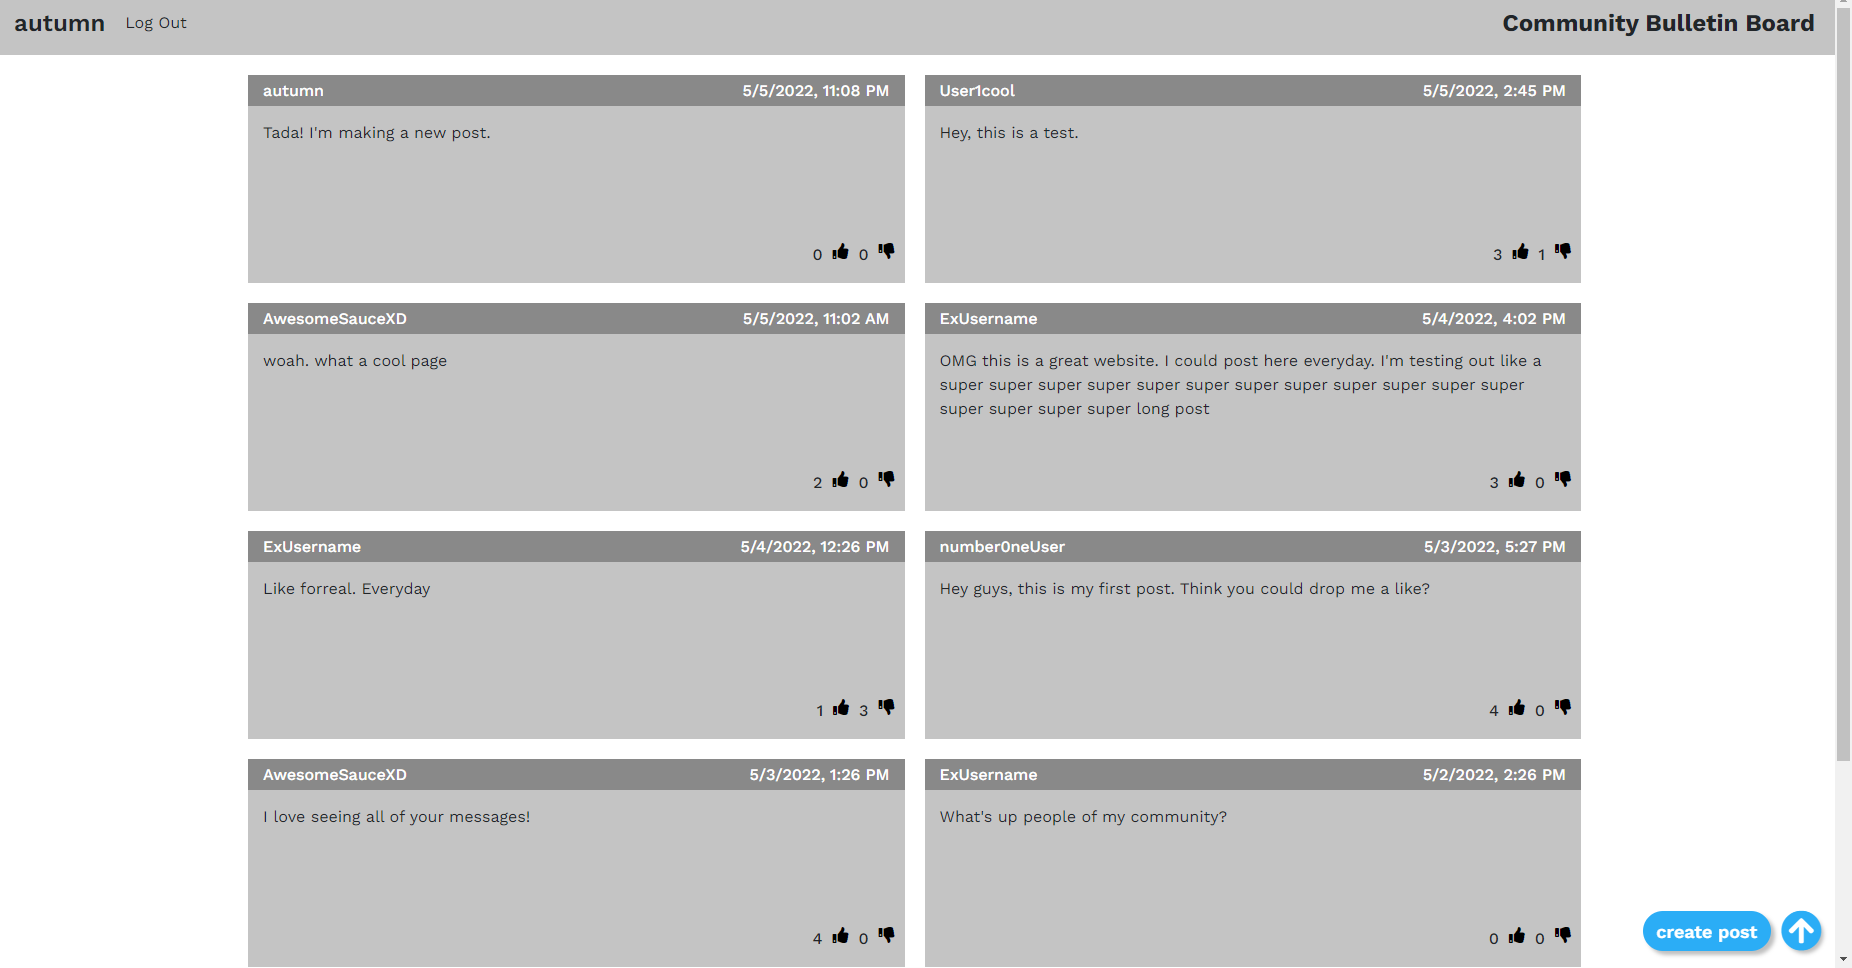 autumn Log Out Community Bulletin Board
autumn 5/5/2022, 11:08 PM
Tada! I'm making a new post.
0 0
User1cool 5/5/2022, 2:45 PM
Hey, this is a test.
3 1
AwesomeSauceXD 5/5/2022, 11:02 AM
woah. what a cool page
2 0
ExUsername 5/4/2022, 4:02 PM
OMG this is a great website. I could post here everyday. I'm testing out like a
super super super super super super super super super super super super
super super super super long post
3 0
ExUsername 5/4/2022, 12:26 PM
Like forreal. Everyday
1 3
number0neUser 5/3/2022, 5:27 PM
Hey guys, this is my first post. Think you could drop me a like?
4 0
AwesomeSauceXD 5/3/2022, 1:26 PM
I love seeing all of your messages!
4 0
ExUsername 5/2/2022, 2:26 PM
What's up people of my community?
0 0
create post